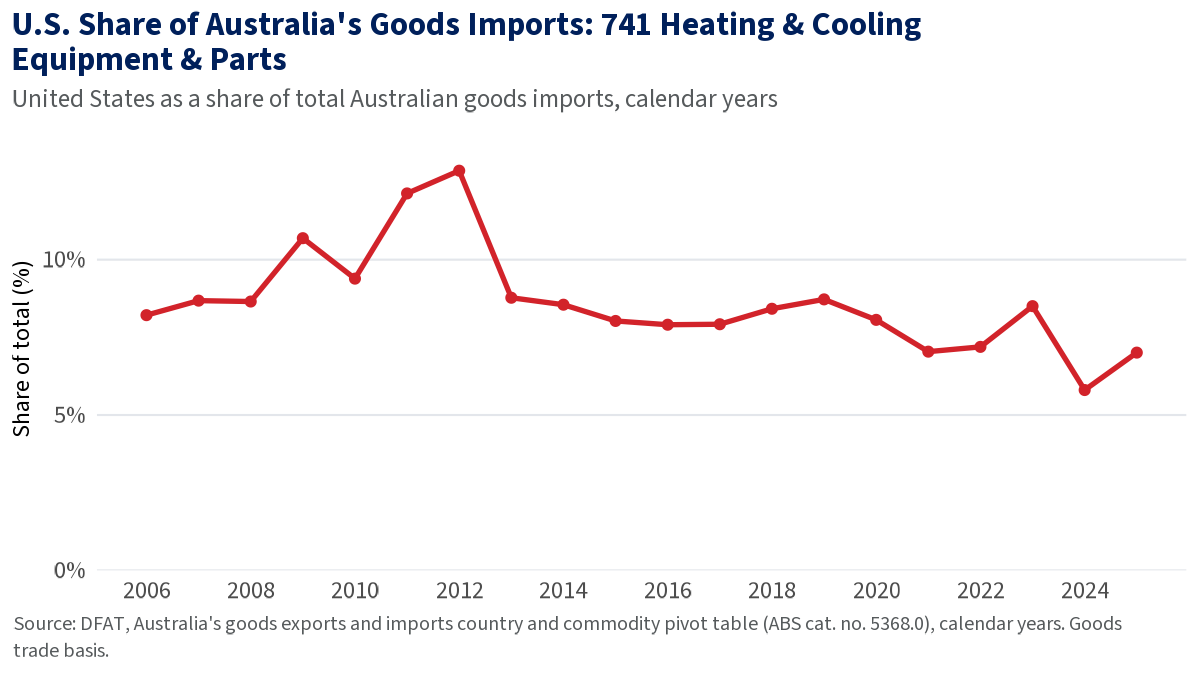 U.S. Share of Australia's Goods Imports: 741 Heating & Cooling
Equipment & Parts
United States as a share of total Australian goods imports, calendar years
Share of total (%)
10%
5%
0%
2006 2008 2010 2012 2014 2016 2018 2020 2022 2024
Source: DFAT, Australia's goods exports and imports country and commodity pivot table (ABS cat. no. 5368.0), calendar years. Goods
trade basis.